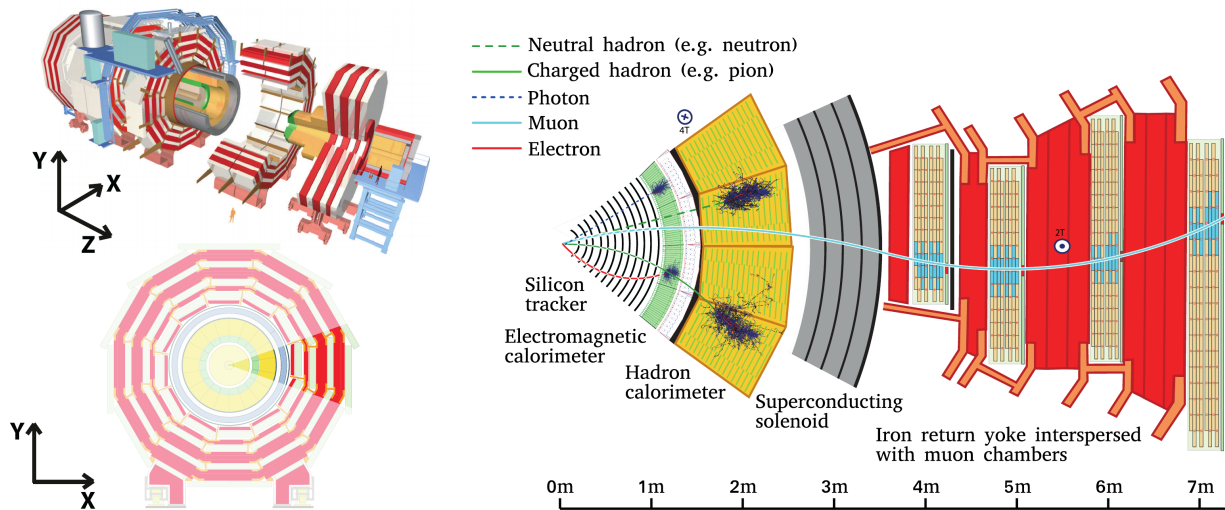 Y
X
Z
Y
X
Neutral hadron (e.g. neutron)
Charged hadron (e.g. pion)
Photon
Muon
Electron
4T
2T
Silicon
tracker
Electromagnetic
calorimeter
Hadron
calorimeter
Superconducting
solenoid
Iron return yoke interspersed
with muon chambers
0m 1m 2m 3m 4m 5m 6m 7m